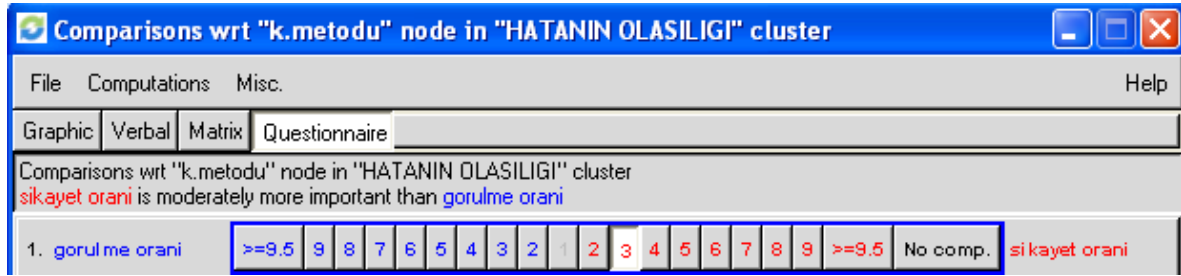 Comparisons wrt "k.metodu" node in "HATANIN OLASILIGI" cluster
File Computations Misc. Help
Graphic Verbal Matrix Questionnaire
Comparisons wrt "k.metodu" node in "HATANIN OLASILIGI" cluster
sikayet orani is moderately more important than gorulme orani
1. gorulme orani >=9.5 9 8 7 6 5 4 3 2 1 2 3 4 5 6 7 8 9 >=9.5 No comp. sikayet orani